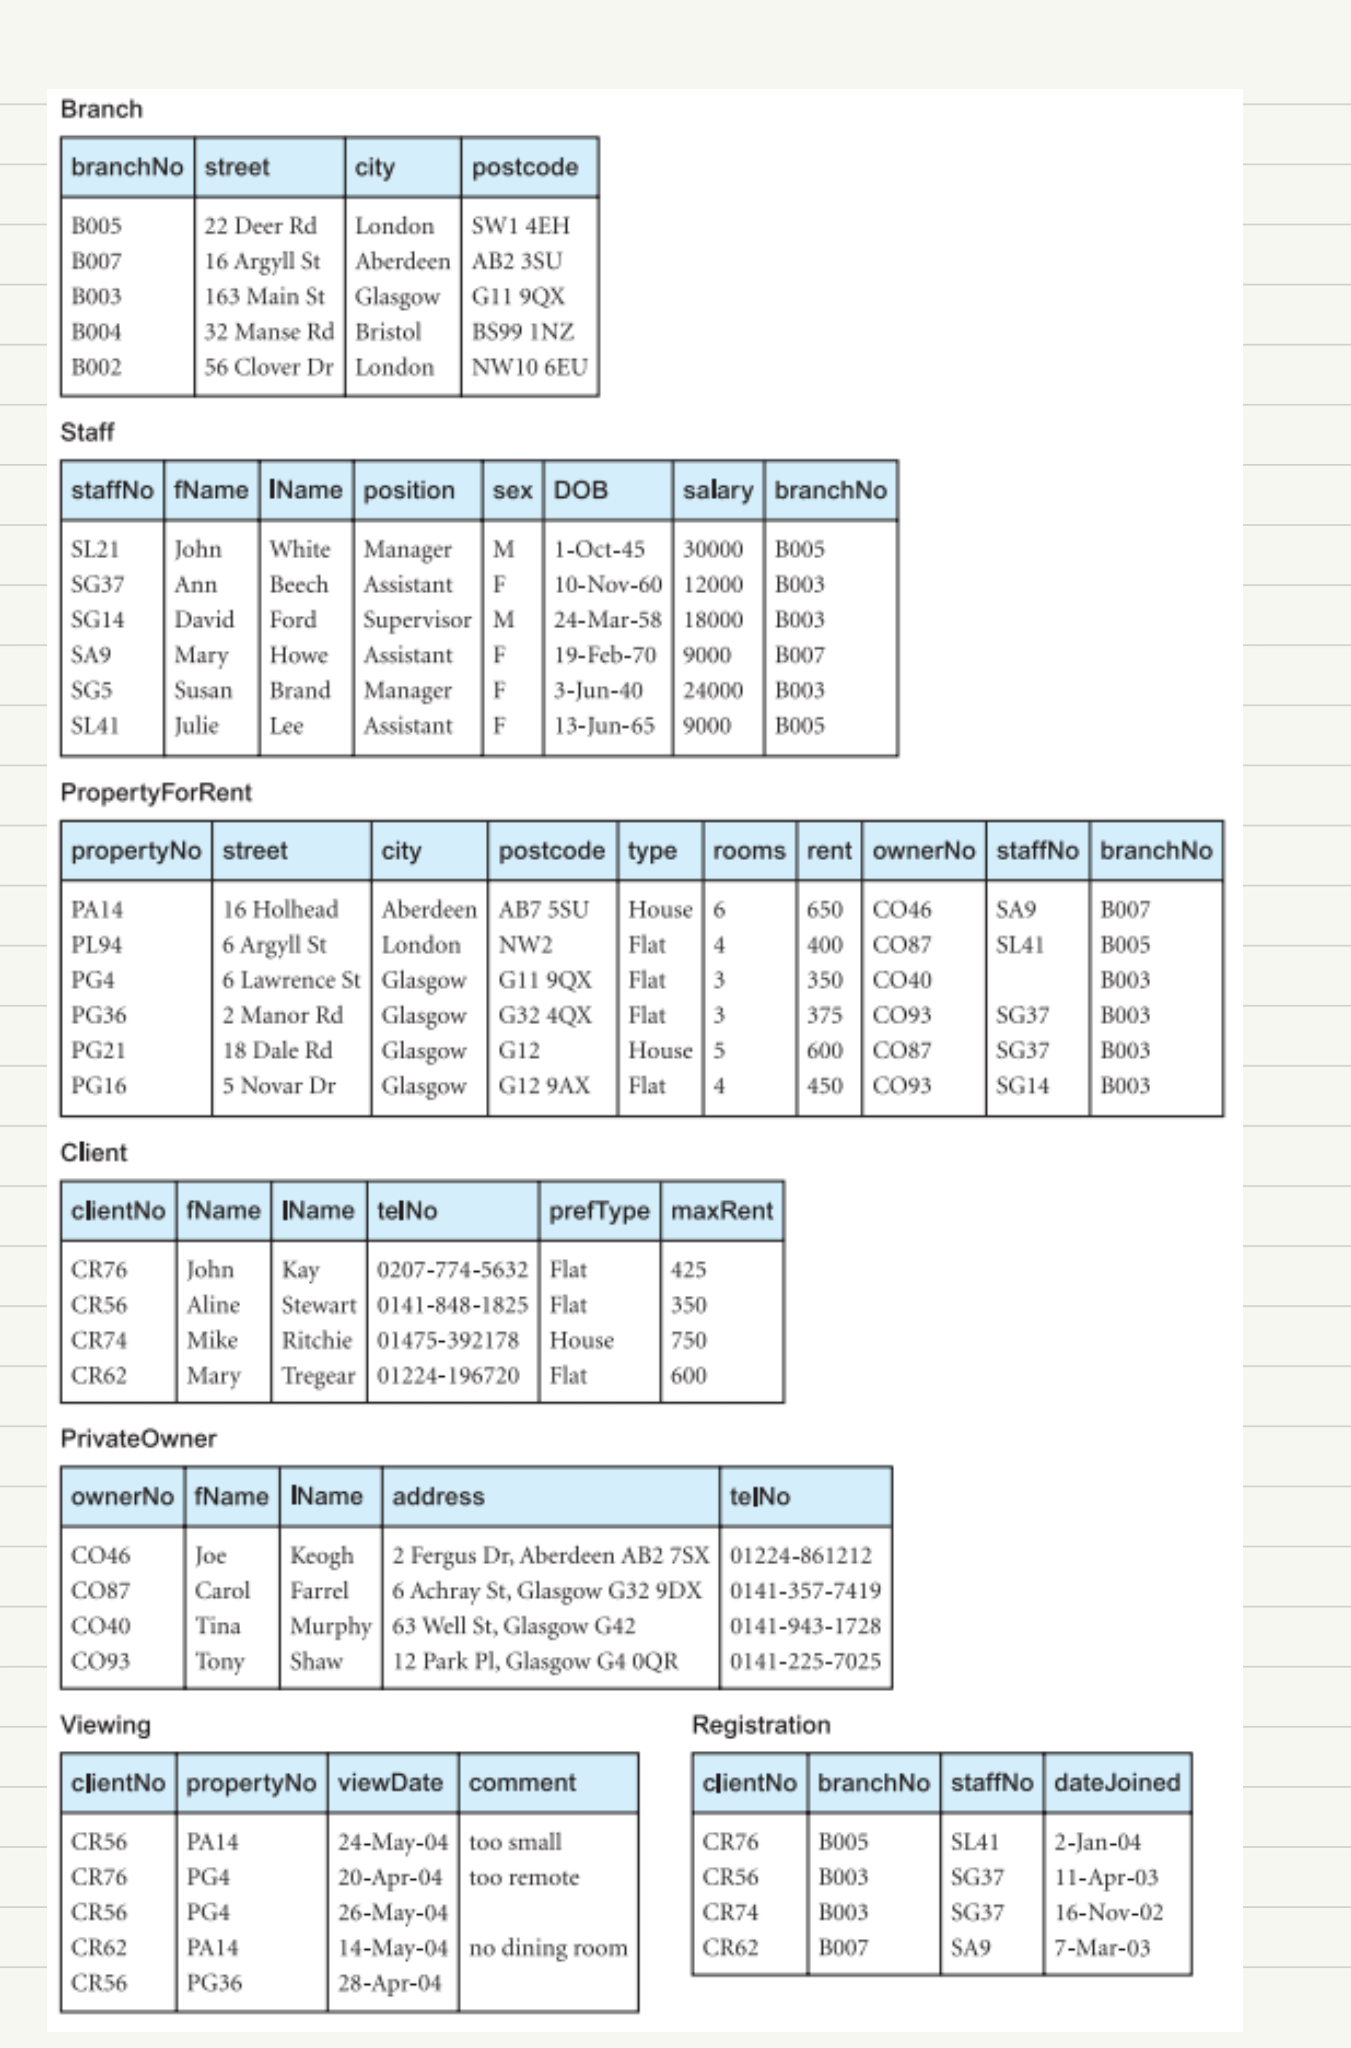 Branch
branchNo street city postcode
B005 22 Deer Rd London SW1 4EH
B007 16 Argyll St Aberdeen AB2 3SU
B003 163 Main St Glasgow G11 9QX
B004 32 Manse Rd Bristol BS99 1NZ
B002 56 Clover Dr London NW10 6EU
Staff
staffNo fName lName position sex DOB salary branchNo
SL21 John White Manager M 1-Oct-45 30000 B005
SG37 Ann Beech Assistant F 10-Nov-60 12000 B003
SG14 David Ford Supervisor M 24-Mar-58 18000 B003
SA9 Mary Howe Assistant F 19-Feb-70 9000 B007
SG5 Susan Brand Manager F 3-Jun-40 24000 B003
SL41 Julie Lee Assistant F 13-Jun-65 9000 B005
PropertyForRent
propertyNo street city postcode type rooms rent ownerNo staffNo branchNo
PA14 16 Holhead Aberdeen AB7 5SU House 6 650 CO46 SA9 B007
PL94 6 Argyll St London NW2 Flat 4 400 CO87 SL41 B005
PG4 6 Lawrence St Glasgow G11 9QX Flat 3 350 CO40 B003
PG36 2 Manor Rd Glasgow G32 4QX Flat 3 375 CO93 SG37 B003
PG21 18 Dale Rd Glasgow G12 House 5 600 CO87 SG37 B003
PG16 5 Novar Dr Glasgow G12 9AX Flat 4 450 CO93 SG14 B003
Client
clientNo fName lName telNo prefType maxRent
CR76 John Kay 0207-774-5632 Flat 425
CR56 Aline Stewart 0141-848-1825 Flat 350
CR74 Mike Ritchie 01475-392178 House 750
CR62 Mary Tregear 01224-196720 Flat 600
PrivateOwner
ownerNo fName lName address telNo
CO46 Joe Keogh 2 Fergus Dr, Aberdeen AB2 7SX 01224-861212
CO87 Carol Farrel 6 Achray St, Glasgow G32 9DX 0141-357-7419
CO40 Tina Murphy 63 Well St, Glasgow G42 0141-943-1728
CO93 Tony Shaw 12 Park Pl, Glasgow G4 0QR 0141-225-7025
Viewing
clientNo propertyNo viewDate comment
CR56 PA14 24-May-04 too small
CR76 PG4 20-Apr-04 too remote
CR56 PG4 26-May-04
CR62 PA14 14-May-04 no dining room
CR56 PG36 28-Apr-04
Registration
clientNo branchNo staffNo dateJoined
CR76 B005 SL41 2-Jan-04
CR56 B003 SG37 11-Apr-03
CR74 B003 SG37 16-Nov-02
CR62 B007 SA9 7-Mar-03